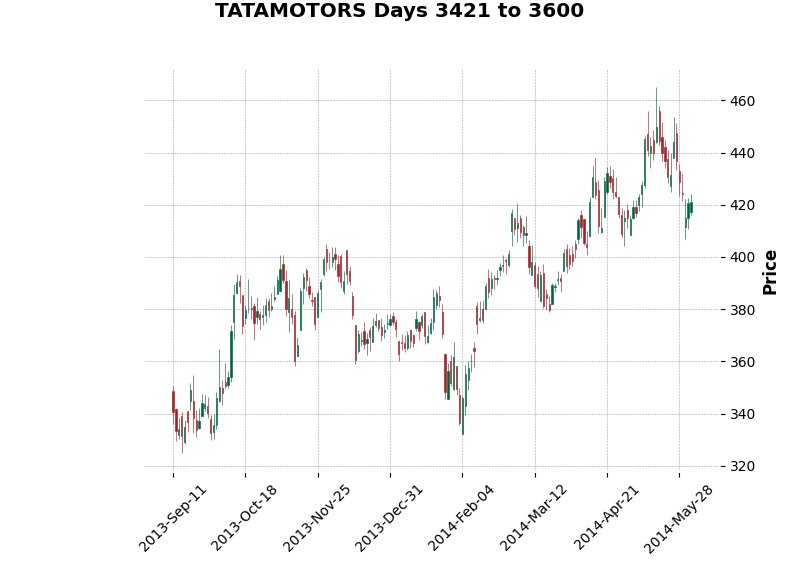 TATAMOTORS Days 3421 to 3600
460
440
420
400
380
360
340
320
Price
2013-Sep-11
2013-Oct-18
2013-Nov-25
2013-Dec-31
2014-Feb-04
2014-Mar-12
2014-Apr-21
2014-May-28